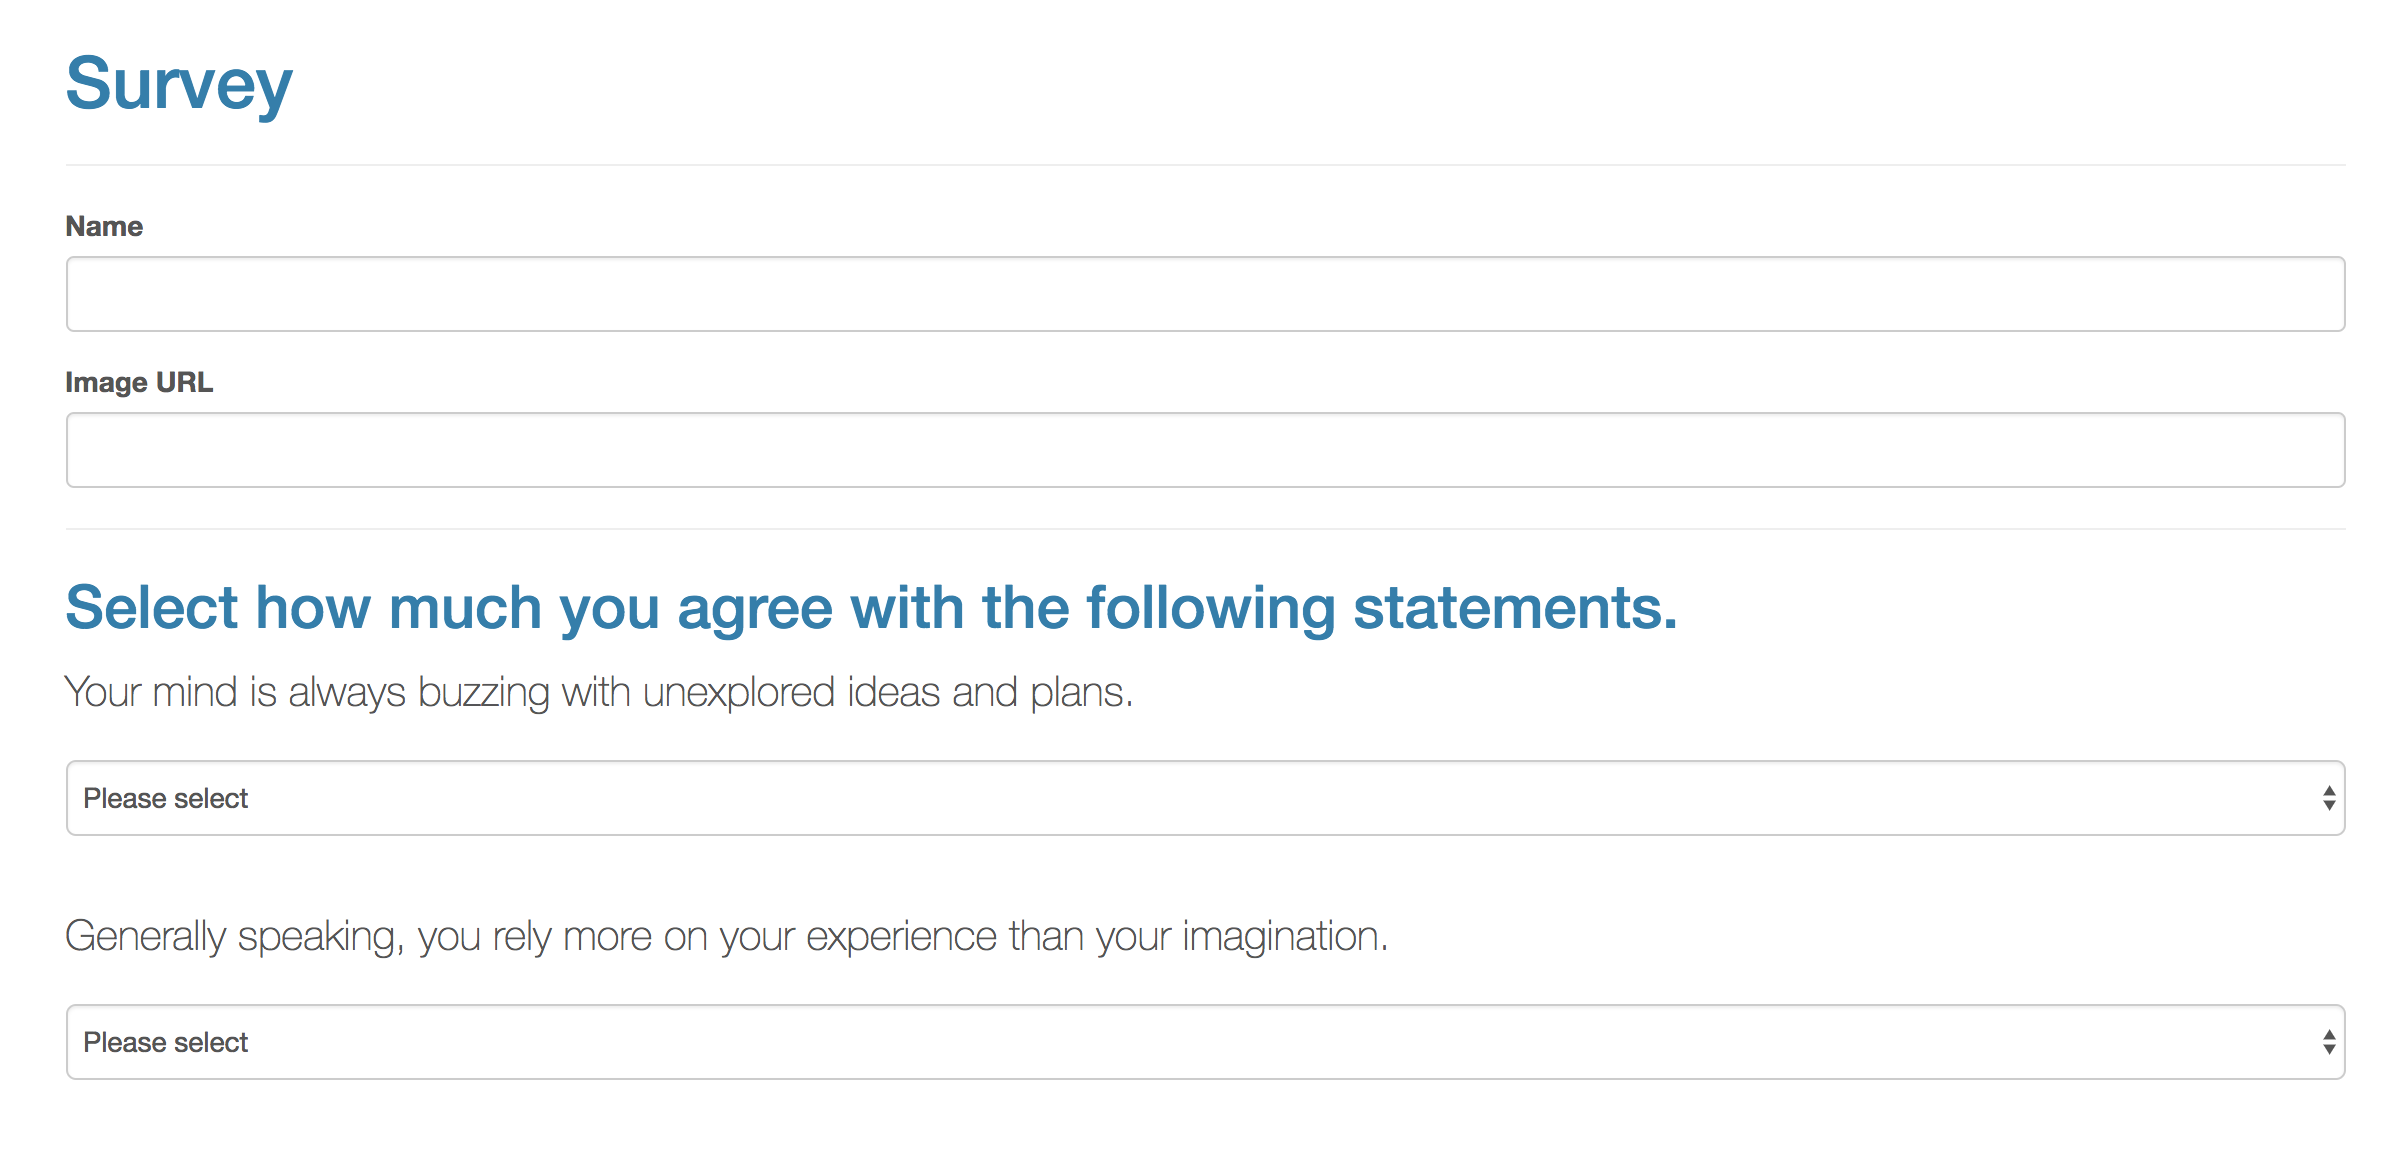 Survey
Name
Image URL
Select how much you agree with the following statements.
Your mind is always buzzing with unexplored ideas and plans.
Please select
Generally speaking, you rely more on your experience than your imagination.
Please select